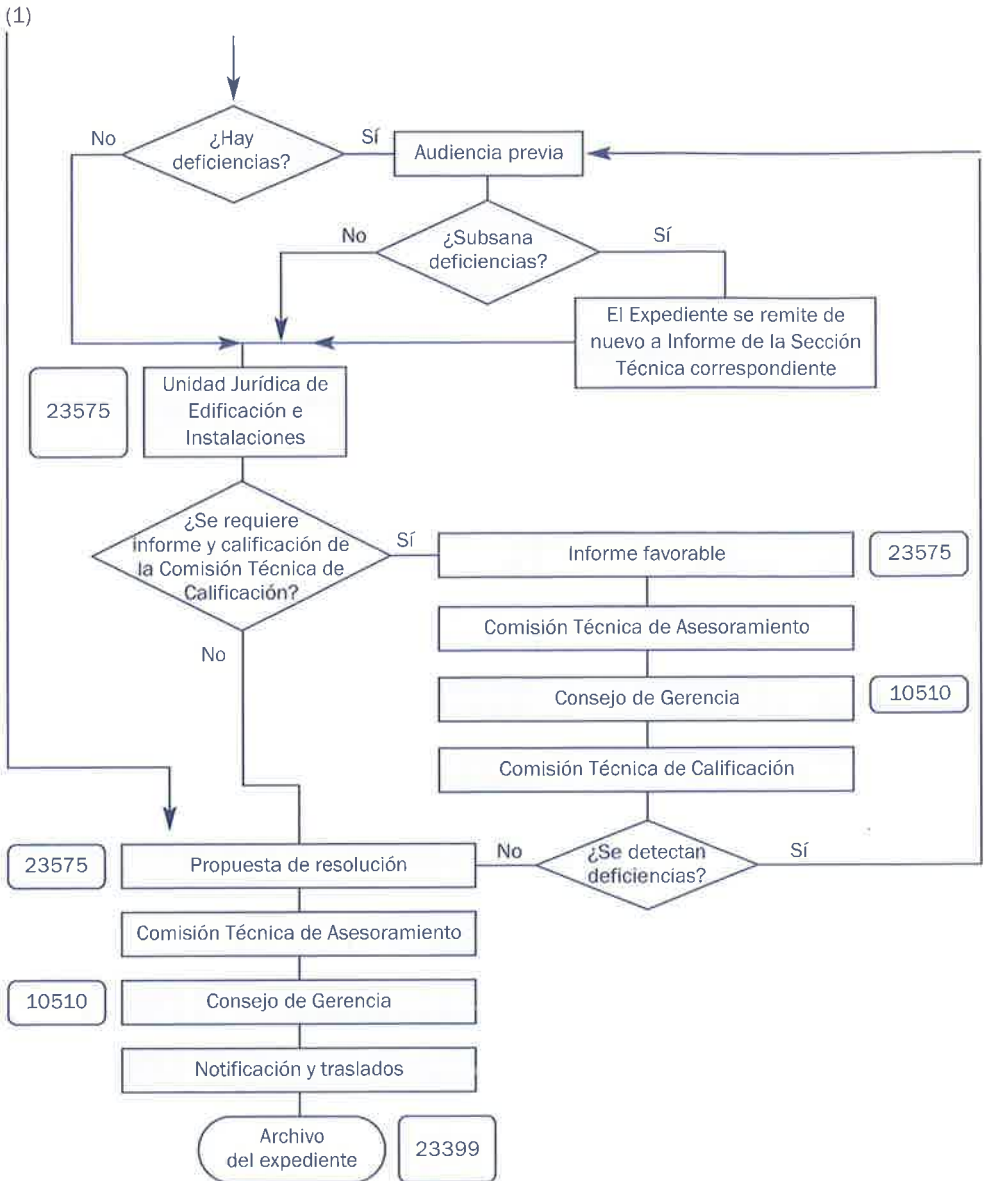 (1)
¿Hay
deficiencias?
No
Sí
Audiencia previa
¿Subsana
deficiencias?
No
Sí
El Expediente se remite de
nuevo a Informe de la Sección
Técnica correspondiente
23575
Unidad Jurídica de
Edificación e
Instalaciones
¿Se requiere
informe y calificación de
la Comisión Técnica de
Calificación?
Sí
No
Informe favorable
23575
Comisión Técnica de Asesoramiento
Consejo de Gerencia
10510
Comisión Técnica de Calificación
¿Se detectan
deficiencias?
No
Sí
23575
Propuesta de resolución
Comisión Técnica de Asesoramiento
10510
Consejo de Gerencia
Notificación y traslados
Archivo
del expediente
23399